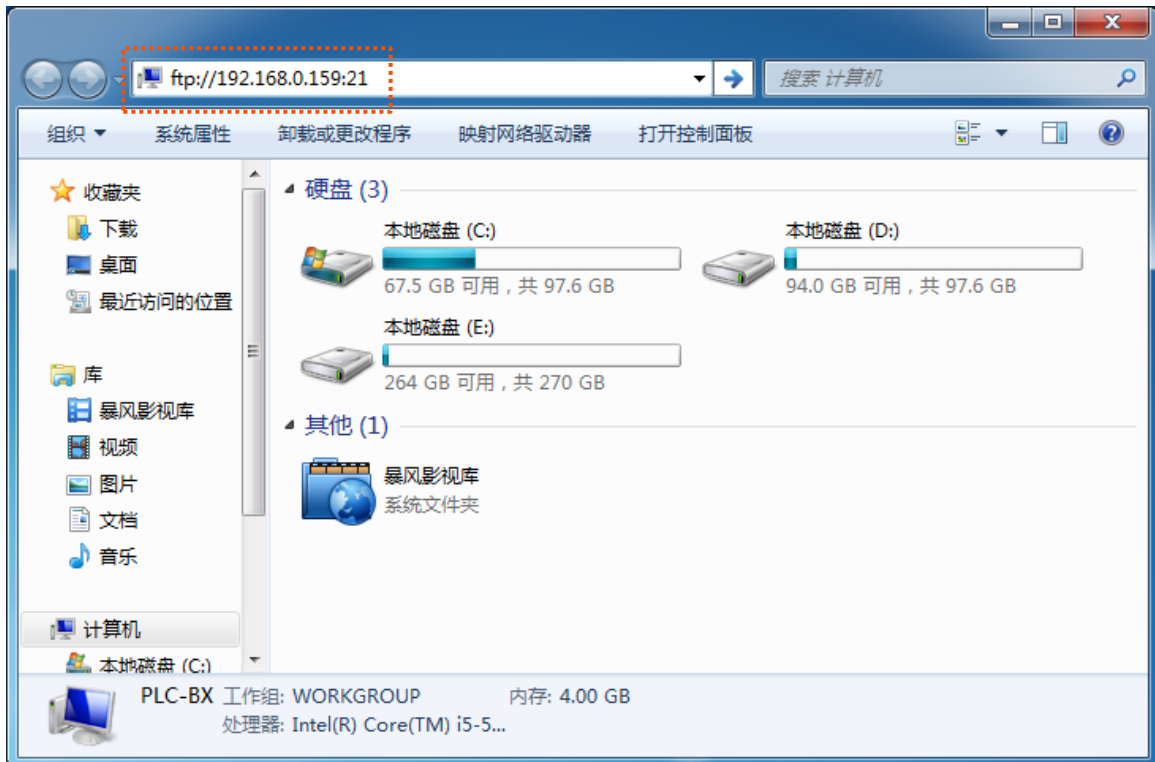 ftp://192.168.0.159:21
搜索 计算机
组织 系统属性 卸载或更改程序 映射网络驱动器 打开控制面板
收藏夹
下载
桌面
最近访问的位置
库
暴风影视库
视频
图片
文档
音乐
计算机
本地磁盘 (C:)
硬盘 (3)
本地磁盘 (C:)
67.5 GB 可用，共 97.6 GB
本地磁盘 (D:)
94.0 GB 可用，共 97.6 GB
本地磁盘 (E:)
264 GB 可用，共 270 GB
其他 (1)
暴风影视库
系统文件夹
PLC-BX 工作组: WORKGROUP 内存: 4.00 GB
处理器: Intel(R) Core(TM) i5-5...